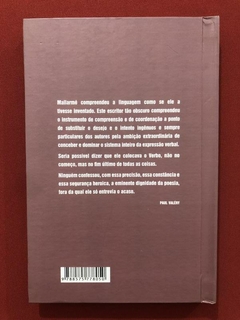 Mallarmé compreendeu a linguagem como se ele a
tivesse inventado. Este escritor tão obscuro compreendeu
o instrumento de compreensão e de coordenação a ponto
de substituir o desejo e o intento ingênuos e sempre
particulares dos autores pela ambição extraordinária de
conceber e dominar o sistema inteiro da expressão verbal.
Seria possível dizer que ele colocava o Verbo, não no
começo, mas no fim último de todas as coisas.
Ninguém confessou, com essa precisão, essa constância e
essa segurança heroica, a eminente dignidade da poesia,
fora da qual ele só entrevia o acaso.
PAUL VALÉRY